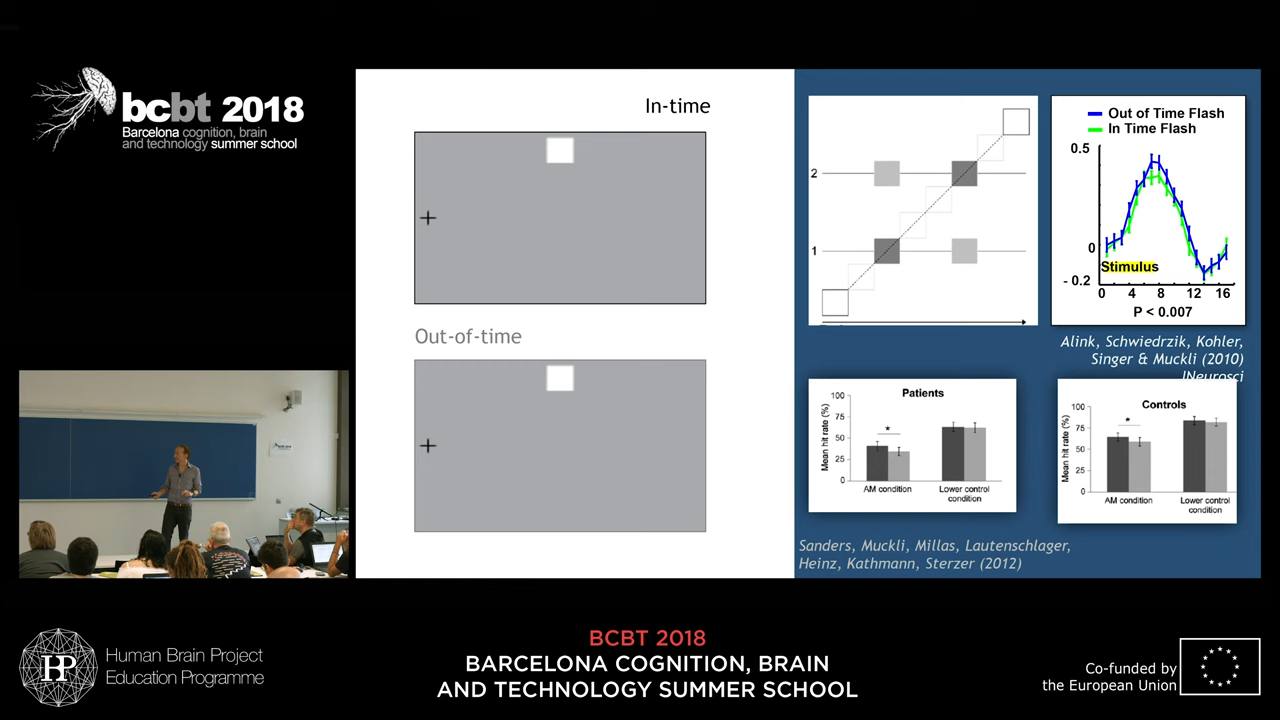 bcbt 2018
Barcelona cognition, brain
and technology summer school
In-time
Out-of-time
2
1
Out of Time Flash
In Time Flash
0.5
0
- 0.2
Stimulus
0 4 8 12 16
P < 0.007
Alink, Schwiedrzik, Kohler,
Singer & Muckli (2010)
JNeurosci
Patients
Mean hit rate (%)
100
75
50
25
0
*
AM condition
Lower control
condition
Controls
Mean hit rate (%)
100
75
50
25
0
*
AM condition
Lower control
condition
Sanders, Muckli, Millas, Lautenschlager,
Heinz, Kathmann, Sterzer (2012)
HP
Human Brain Project
Education Programme
BCBT 2018
BARCELONA COGNITION, BRAIN
AND TECHNOLOGY SUMMER SCHOOL
Co-funded by
the European Union